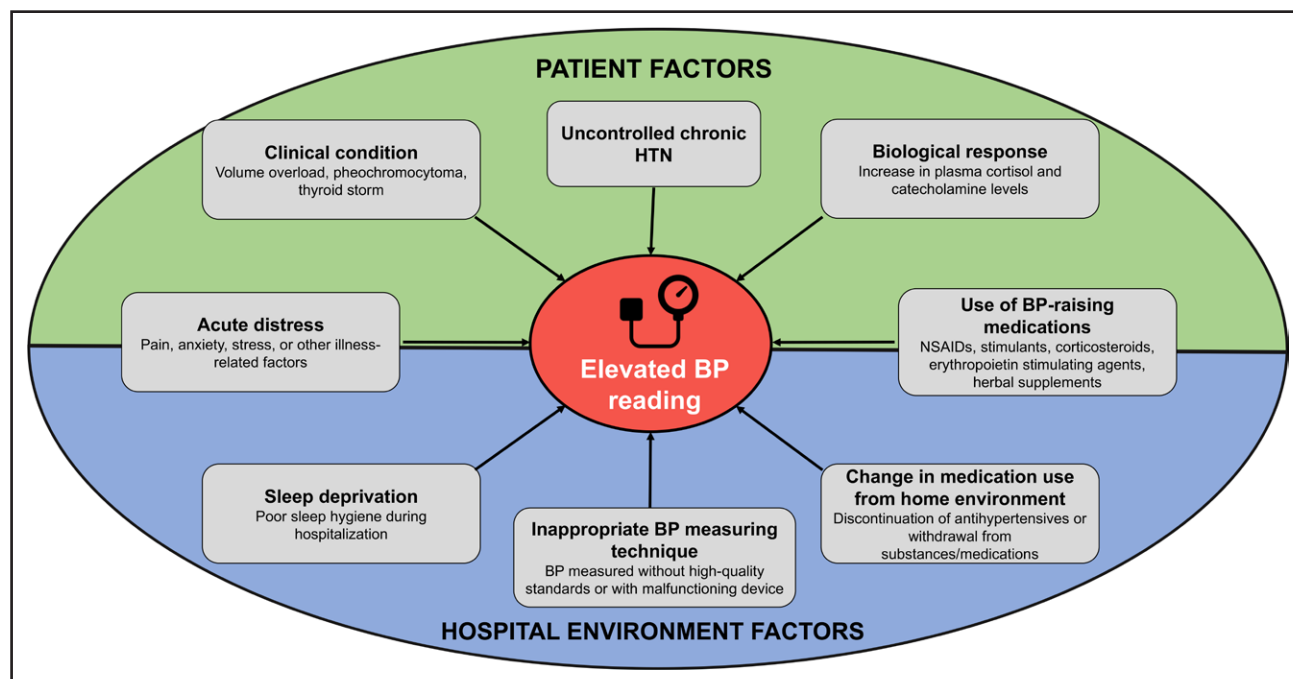 PATIENT FACTORS
Clinical condition
Volume overload, pheochromocytoma,
thyroid storm
Uncontrolled chronic
HTN
Biological response
Increase in plasma cortisol and
catecholamine levels
Acute distress
Pain, anxiety, stress, or other illness-
related factors
Elevated BP
reading
Use of BP-raising
medications
NSAIDs, stimulants, corticosteroids,
erythropoietin stimulating agents,
herbal supplements
Sleep deprivation
Poor sleep hygiene during
hospitalization
Inappropriate BP measuring
technique
BP measured without high-quality
standards or with malfunctioning device
Change in medication use
from home environment
Discontinuation of antihypertensives or
withdrawal from
substances/medications
HOSPITAL ENVIRONMENT FACTORS